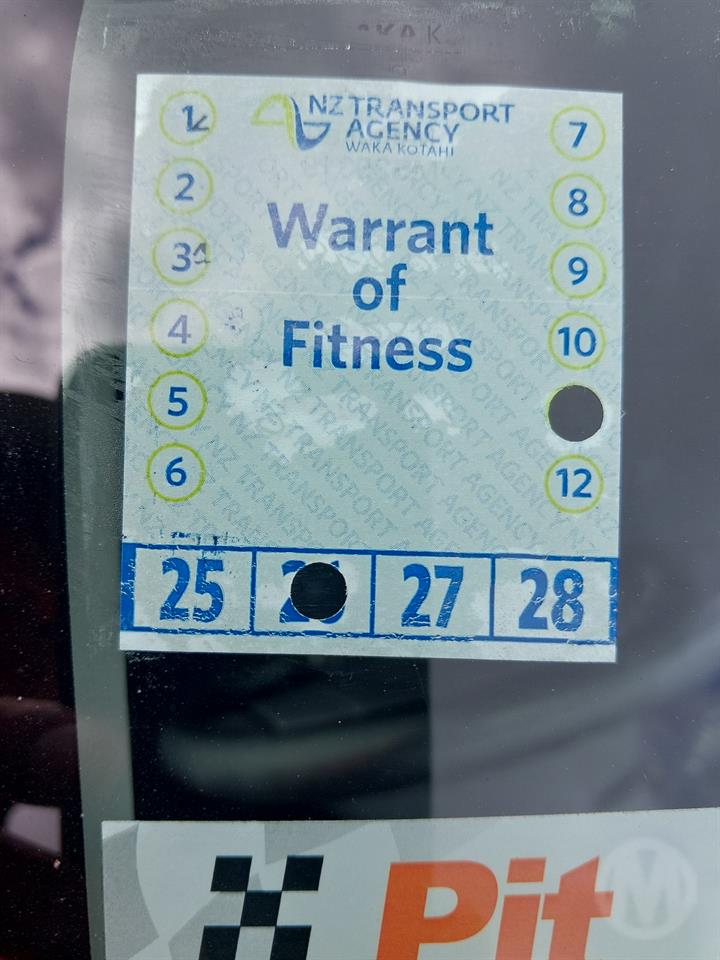 NZ TRANSPORT
AGENCY
WAKA KOTAHI
Warrant
of
Fitness
1
2
3
4
5
6
7
8
9
10
12
25 27 28
Pit
M